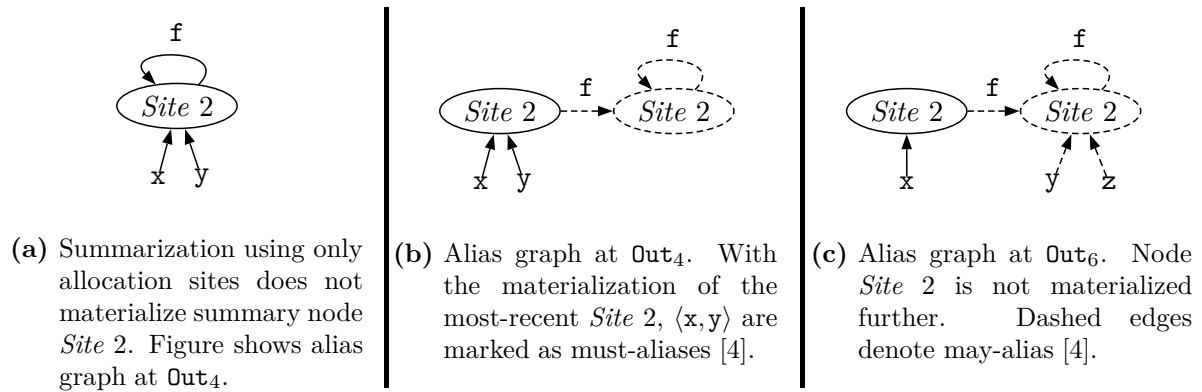 f
Site 2
x y
(a) Summarization using only
allocation sites does not
materialize summary node
Site 2. Figure shows alias
graph at Out4.
f
f
Site 2 Site 2
x y
(b) Alias graph at Out4. With
the materialization of the
most-recent Site 2, ⟨x,y⟩ are
marked as must-aliases [4].
f
f
Site 2 Site 2
x y z
(c) Alias graph at Out6. Node
Site 2 is not materialized
further. Dashed edges
denote may-alias [4].